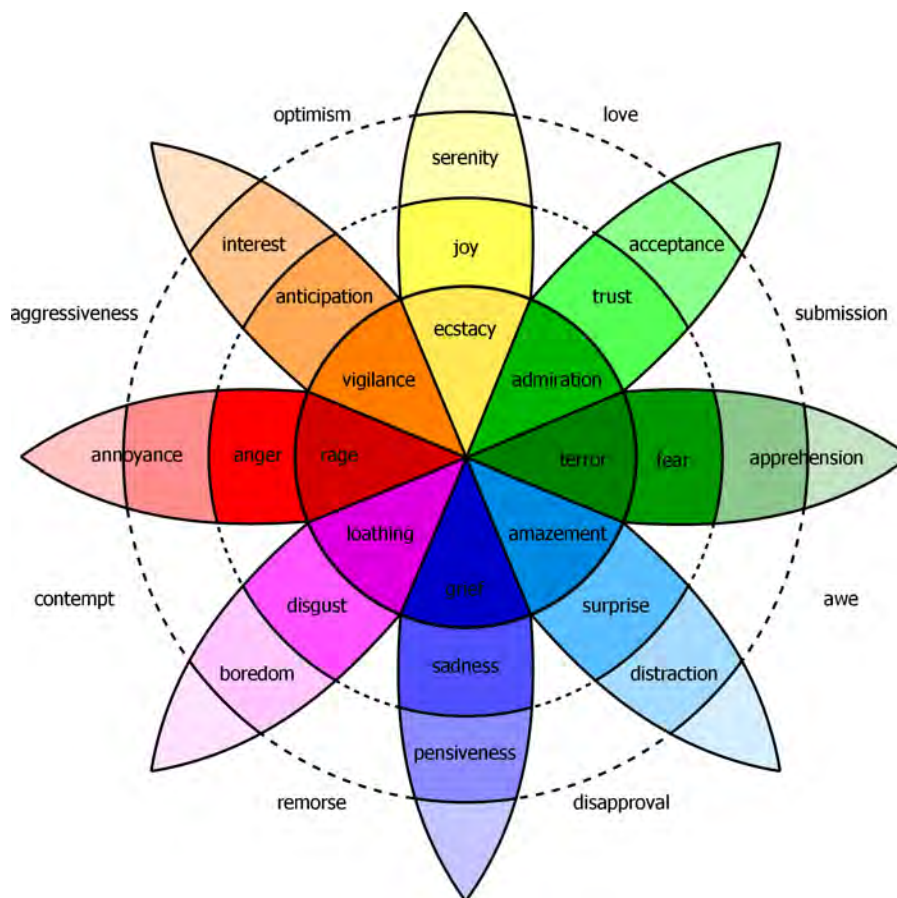 optimism
love
serenity
interest
acceptance
joy
anticipation
trust
aggressiveness
submission
ecstacy
vigilance
admiration
annoyance
anger
rage
terror
fear
apprehension
loathing
amazement
grief
contempt
disgust
surprise
awe
boredom
sadness
distraction
pensiveness
remorse
disapproval